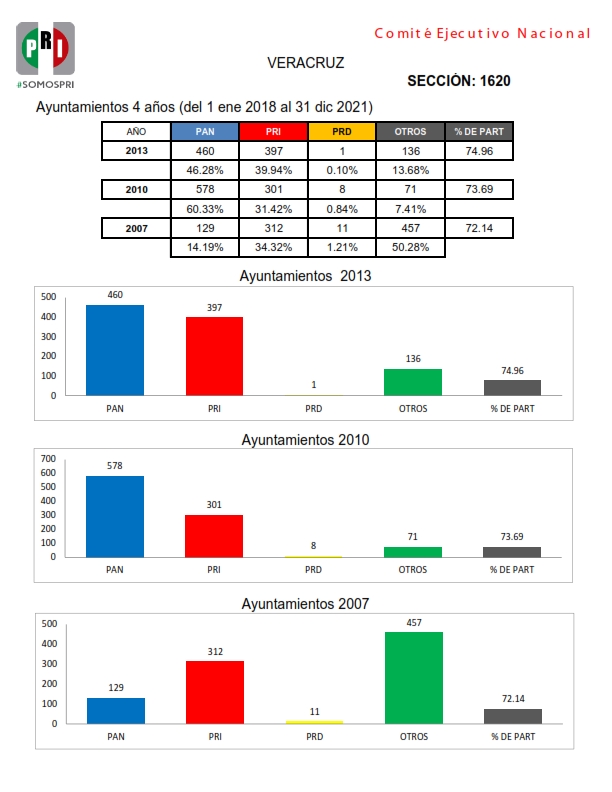 Comité Ejecutivo Nacional
PRI
#SOMOSPRI
VERACRUZ
SECCIÓN: 1620
Ayuntamientos 4 años (del 1 ene 2018 al 31 dic 2021)
AÑO PAN PRI PRD OTROS % DE PART
2013 460 397 1 136 74.96
46.28% 39.94% 0.10% 13.68%
2010 578 301 8 71 73.69
60.33% 31.42% 0.84% 7.41%
2007 129 312 11 457 72.14
14.19% 34.32% 1.21% 50.28%
Ayuntamientos 2013
500
400
300
200
100
0
460
397
1
136
74.96
PAN PRI PRD OTROS % DE PART
Ayuntamientos 2010
700
600
500
400
300
200
100
0
578
301
8
71
73.69
PAN PRI PRD OTROS % DE PART
Ayuntamientos 2007
500
400
300
200
100
0
129
312
11
457
72.14
PAN PRI PRD OTROS % DE PART